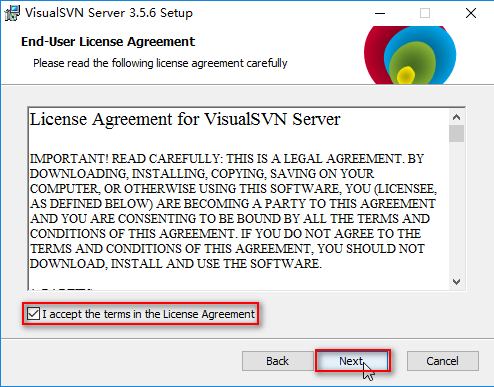 VisualSVN Server 3.5.6 Setup
End-User License Agreement
Please read the following license agreement carefully
License Agreement for VisualSVN Server
IMPORTANT! READ CAREFULLY: THIS IS A LEGAL AGREEMENT. BY
DOWNLOADING, INSTALLING, COPYING, SAVING ON YOUR
COMPUTER, OR OTHERWISE USING THIS SOFTWARE, YOU (LICENSEE,
AS DEFINED BELOW) ARE BECOMING A PARTY TO THIS AGREEMENT
AND YOU ARE CONSENTING TO BE BOUND BY ALL THE TERMS AND
CONDITIONS OF THIS AGREEMENT. IF YOU DO NOT AGREE TO THE
TERMS AND CONDITIONS OF THIS AGREEMENT, YOU SHOULD NOT
DOWNLOAD, INSTALL AND USE THE SOFTWARE.
I accept the terms in the License Agreement
Back Next Cancel